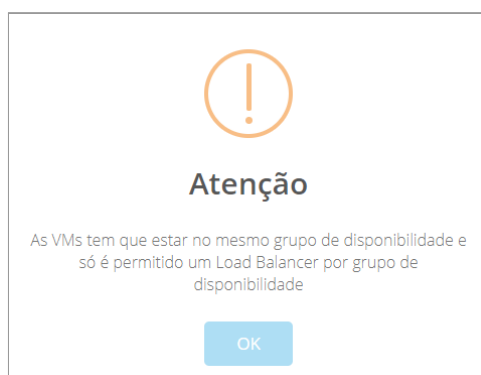 Atenção
As VMs tem que estar no mesmo grupo de disponibilidade e
só é permitido um Load Balancer por grupo de
disponibilidade
OK